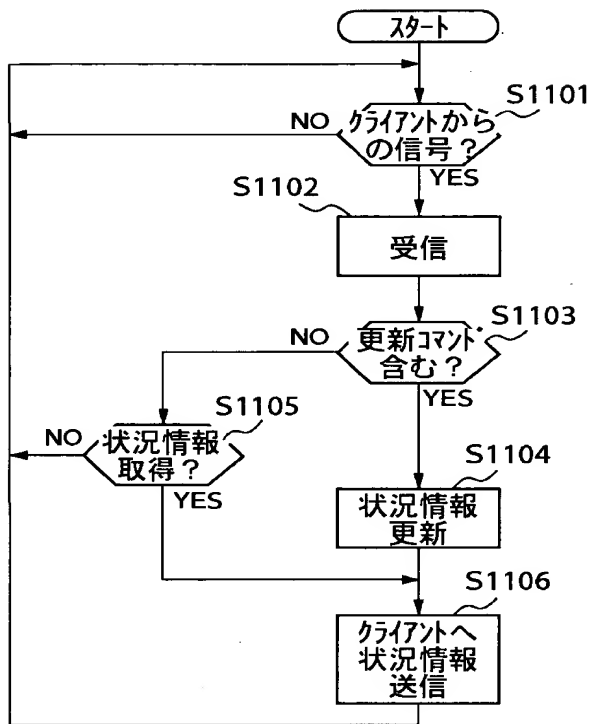 スタート
S1101
クライアントから
の信号?
NO
YES
S1102
受信
S1103
更新コマンド
含む?
NO
YES
S1105
状況情報
取得?
NO
YES
S1104
状況情報
更新
S1106
クライアントへ
状況情報
送信